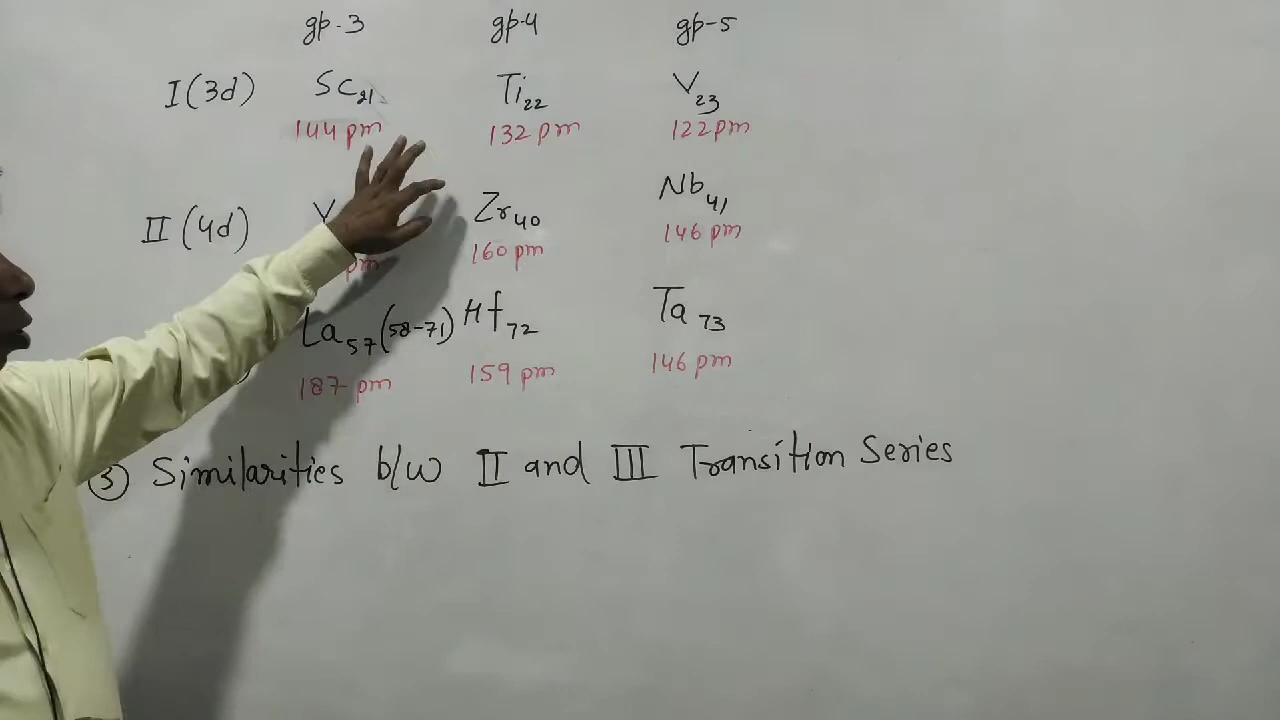 gp-3 gp-4 gp-5
I (3d) Sc21 Ti22 V23
144 pm 132 pm 122 pm
II (4d) Zr40 Nb41
pm 160 pm 146 pm
La57 (58-71) Hf72 Ta73
187 pm 159 pm 146 pm
③ Similarities b/w II and III Transition Series